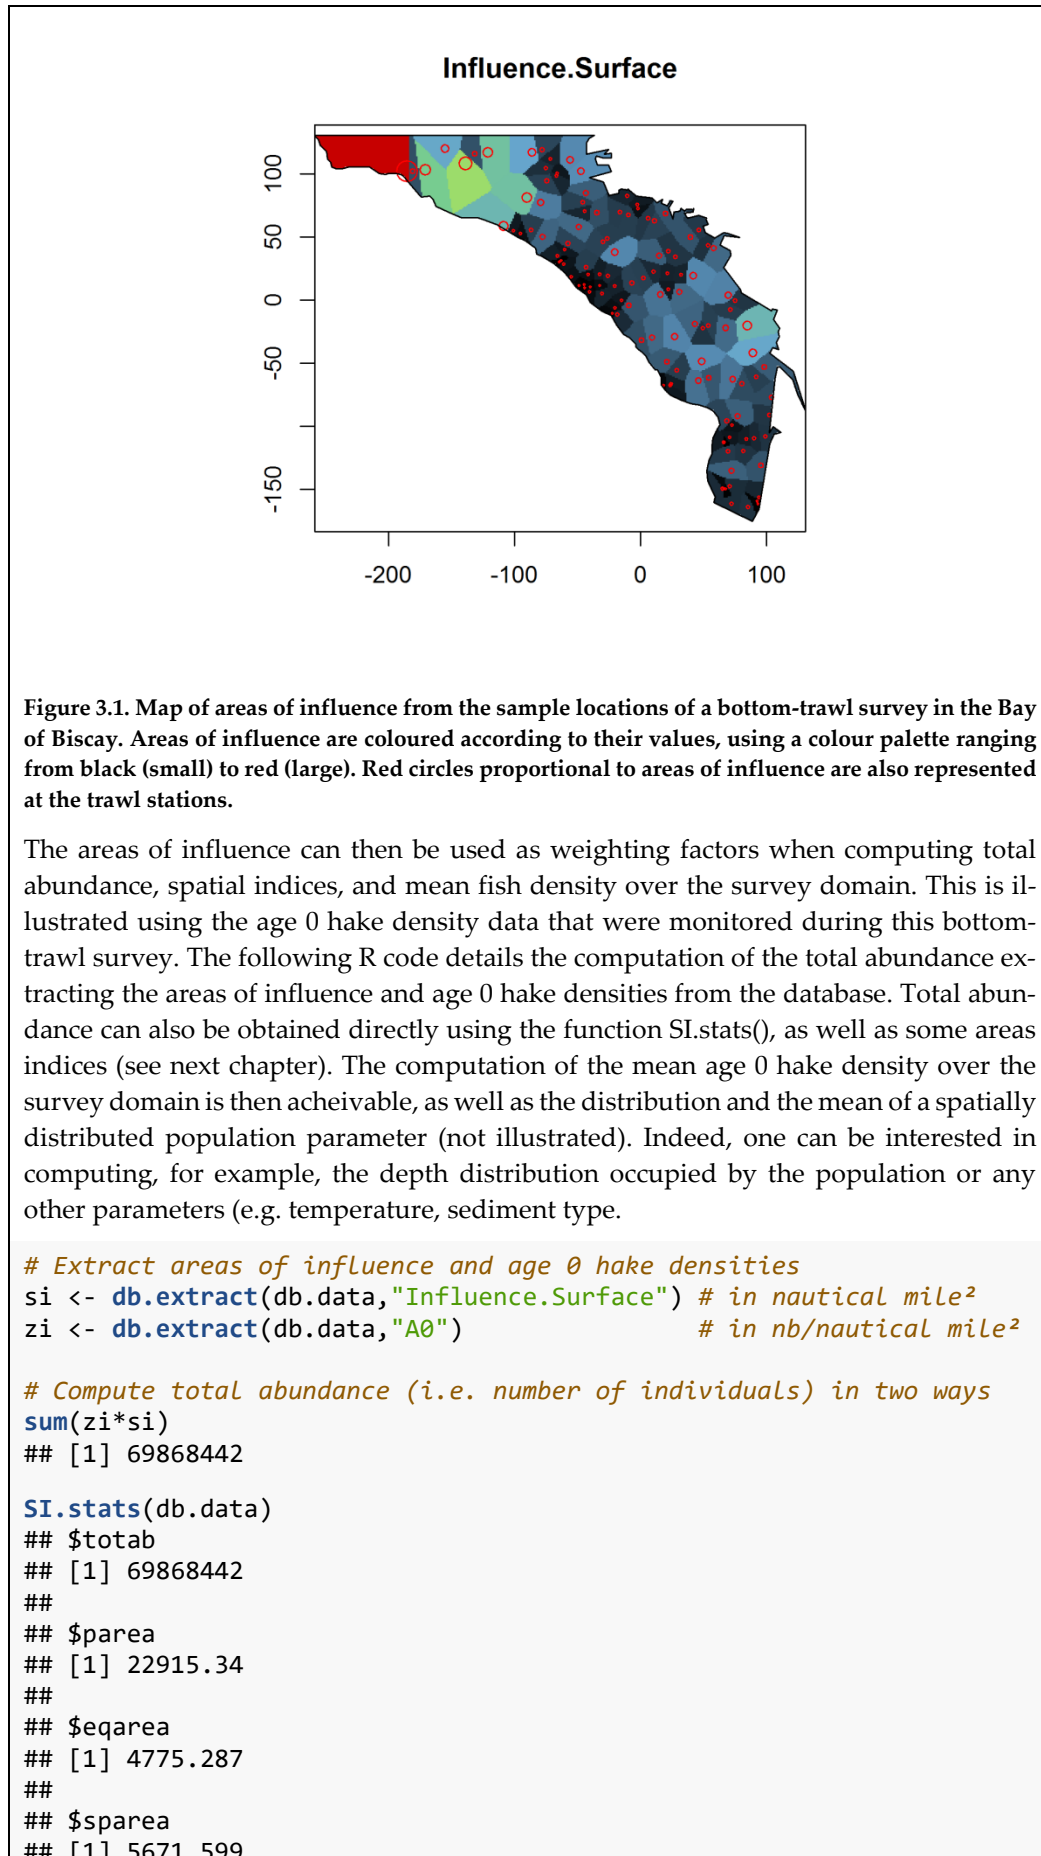 Influence.Surface
100
50
0
-50
-150
-200
-100
0
100
Figure 3.1. Map of areas of influence from the sample locations of a bottom-trawl survey in the Bay
of Biscay. Areas of influence are coloured according to their values, using a colour palette ranging
from black (small) to red (large). Red circles proportional to areas of influence are also represented
at the trawl stations.
The areas of influence can then be used as weighting factors when computing total
abundance, spatial indices, and mean fish density over the survey domain. This is il-
lustrated using the age 0 hake density data that were monitored during this bottom-
trawl survey. The following R code details the computation of the total abundance ex-
tracting the areas of influence and age 0 hake densities from the database. Total abun-
dance can also be obtained directly using the function SI.stats(), as well as some areas
indices (see next chapter). The computation of the mean age 0 hake density over the
survey domain is then acheivable, as well as the distribution and the mean of a spatially
distributed population parameter (not illustrated). Indeed, one can be interested in
computing, for example, the depth distribution occupied by the population or any
other parameters (e.g. temperature, sediment type.
# Extract areas of influence and age 0 hake densities
si <- db.extract(db.data,"Influence.Surface") # in nautical mile²
zi <- db.extract(db.data,"A0") # in nb/nautical mile²
# Compute total abundance (i.e. number of individuals) in two ways
sum(zi*si)
## [1] 69868442
SI.stats(db.data)
## $totab
## [1] 69868442
##
## $parea
## [1] 22915.34
##
## $eqarea
## [1] 4775.287
##
## $sparea
## [1] 5671.599